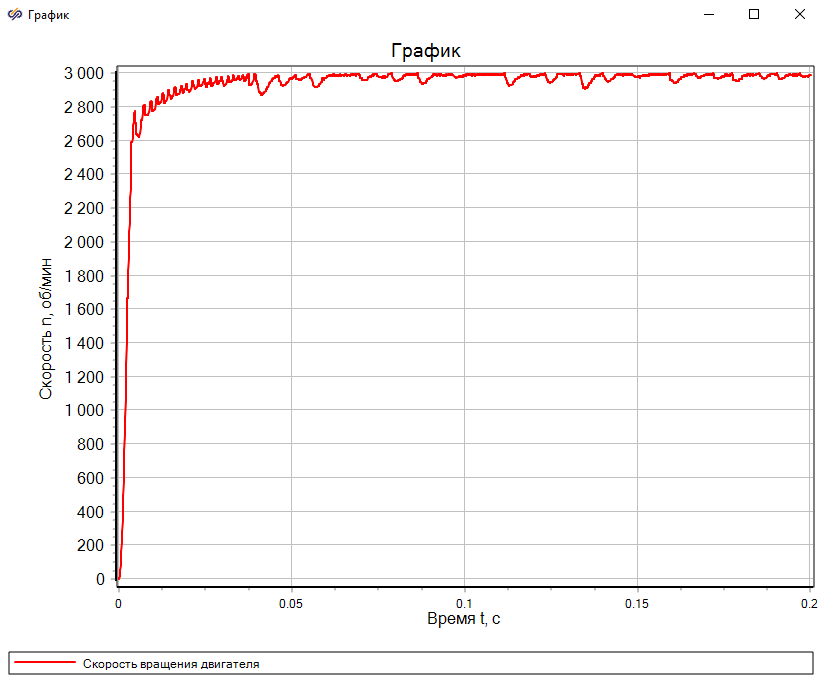 График
График
3 000
2 800
2 600
2 400
2 200
2 000
1 800
1 600
1 400
1 200
1 000
800
600
400
200
0
Скорость n, об/мин
0 0.05 0.1 0.15 0.2
Время t, с
Скорость вращения двигателя